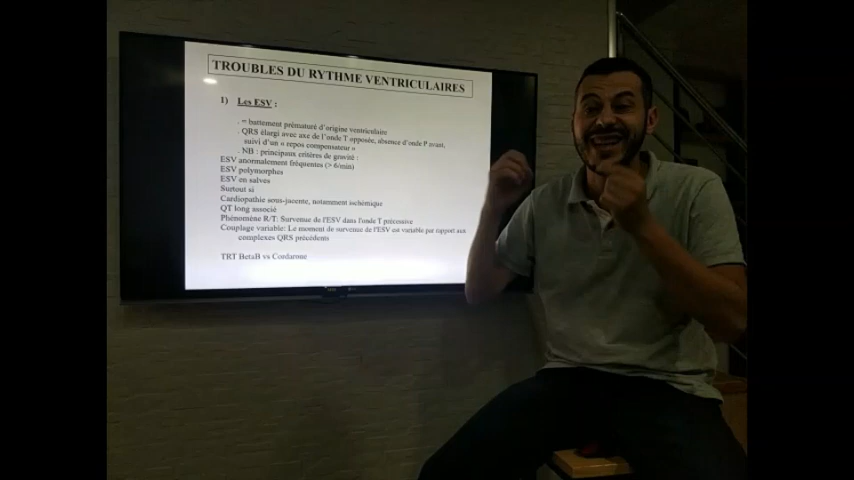 TROUBLES DU RYTHME VENTRICULAIRES
1) Les ESV :
. = battement prématuré d'origine ventriculaire
. QRS élargi avec axe de l'onde T opposée, absence d'onde P avant,
suivi d'un « repos compensateur »
. NB : principaux critères de gravité :
ESV anormalement fréquentes (> 6/min)
ESV polymorphes
ESV en salves
Surtout si
Cardiopathie sous-jacente, notamment ischémique
QT long associé
Phénomène R/T: Survenue de l'ESV dans l'onde T précessive
Couplage variable: Le moment de survenue de l'ESV est variable par rapport aux
complexes QRS précédents
TRT BetaB vs Cordarone